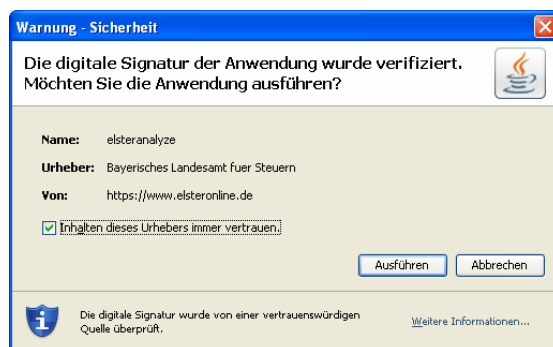 Warnung - Sicherheit
Die digitale Signatur der Anwendung wurde verifiziert.
Möchten Sie die Anwendung ausführen?
Name: elsteranalyze
Urheber: Bayerisches Landesamt fuer Steuern
Von: https://www.elsteronline.de
Inhalten dieses Urhebers immer vertrauen.
Ausführen Abbrechen
Die digitale Signatur wurde von einer vertrauenswürdigen
Quelle überprüft.
Weitere Informationen...